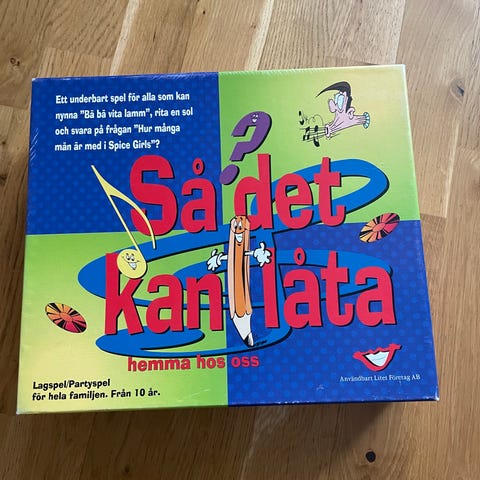 Ett underbart spel för alla som kan
nynna "Bä bä vita lamm", rita en sol
och svara på frågan "Hur många
män är med i Spice Girls"?
?
Så det
kan låta
hemma hos oss
Lagspel/Partyspel
för hela familjen. Från 10 år.
Användbart Litet Företag AB